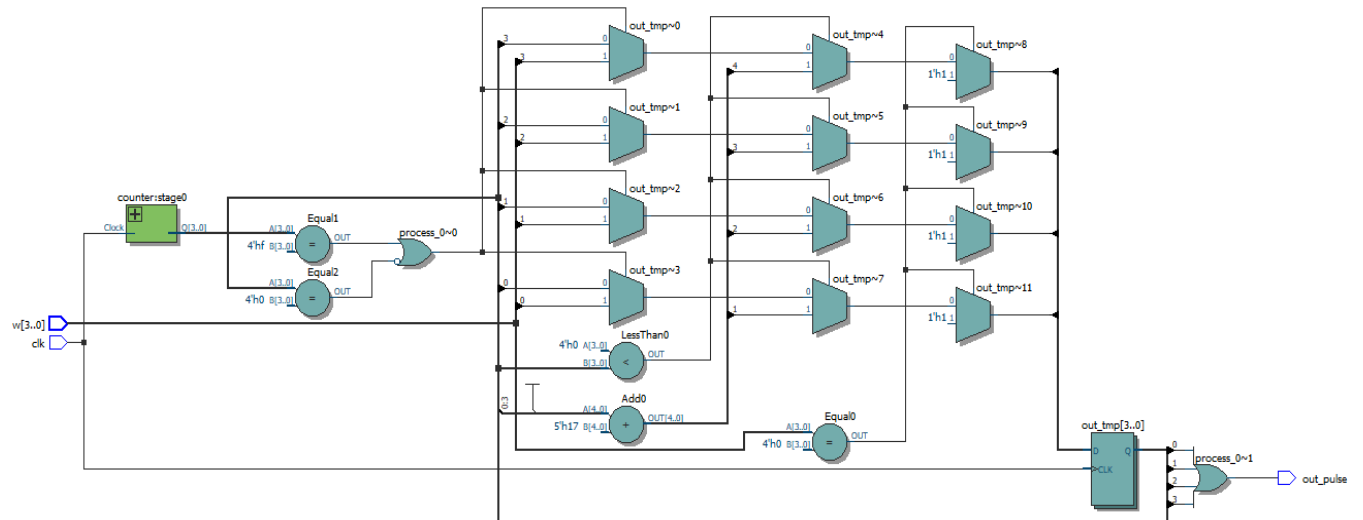 out_tmp~0
3
0
3
1
out_tmp~4
0
4
1
out_tmp~8
0
1'h1
1
out_tmp~1
2
0
2
1
out_tmp~5
0
3
1
out_tmp~9
0
1'h1
1
out_tmp~2
1
0
1
1
out_tmp~6
0
2
1
out_tmp~10
0
1'h1
1
counter:stage0
Clock
Q[3..0]
Equal1
A[3..0]
4'hf B[3..0]
=
OUT
process_0~0
Equal2
A[3..0]
4'h0 B[3..0]
=
OUT
out_tmp~3
0
0
0
1
out_tmp~7
0
1
1
out_tmp~11
0
1'h1
1
w[3..0]
clk
LessThan0
4'h0 A[3..0]
B[3..0]
<
OUT
0:3
Add0
A[4..0]
5'h17 B[4..0]
+
OUT[4..0]
Equal0
A[3..0]
4'h0 B[3..0]
=
OUT
out_tmp[3..0]
D
Q
>CLK
0
1
2
3
process_0~1
out_pulse